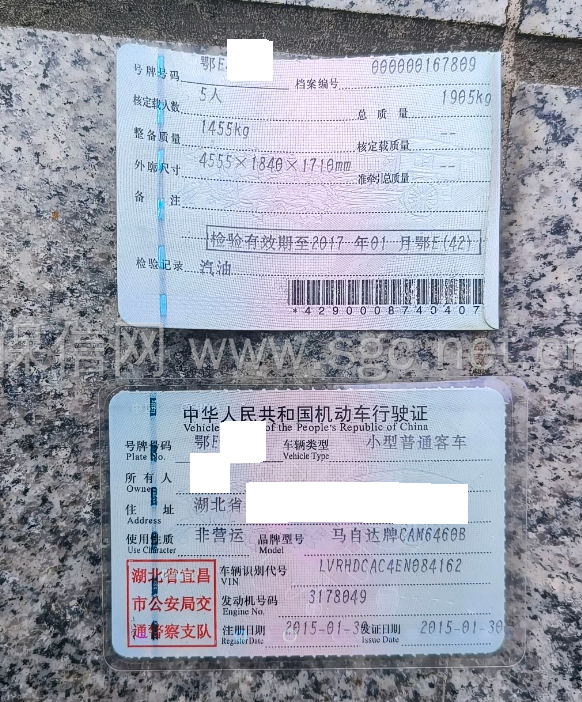 号牌号码 鄂E 档案编号 000000167809
核定载人数 5人 总质量 1905kg
整备质量 1455kg 核定载质量 --
外廓尺寸 4555×1840×1710mm 准牵引总质量 --
备注
检验有效期至2017 年01 月鄂E(42)
检验记录 汽油
*4290008740407
保信网 www.sgc.net.c
中华人民共和国机动车行驶证
Vehicle of the People's Republic of China
号牌号码 鄂E 车辆类型 小型普通客车
Plate No. Vehicle Type
所有人
Owner
住址 湖北省
Address
使用性质 非营运 品牌型号 马自达牌CAM6460B
Use Character Model
湖北省宜昌
市公安局交
通警察支队
车辆识别代号 LVRHDCAC4EN084162
VIN
发动机号码 3178049
Engine No.
注册日期 2015-01-30 发证日期 2015-01-30
Register Date Issue Date